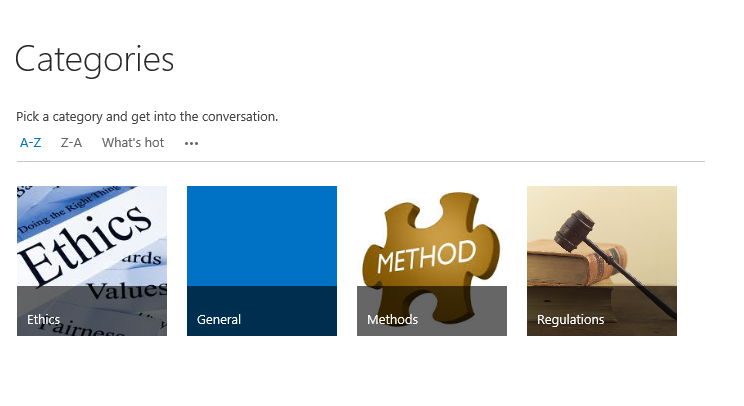 Categories
Pick a category and get into the conversation.
A-Z Z-A What's hot ...
Doing the Right Thing
Ethics
ards
Values
Fairness
Ethics
General
METHOD
Methods
Regulations